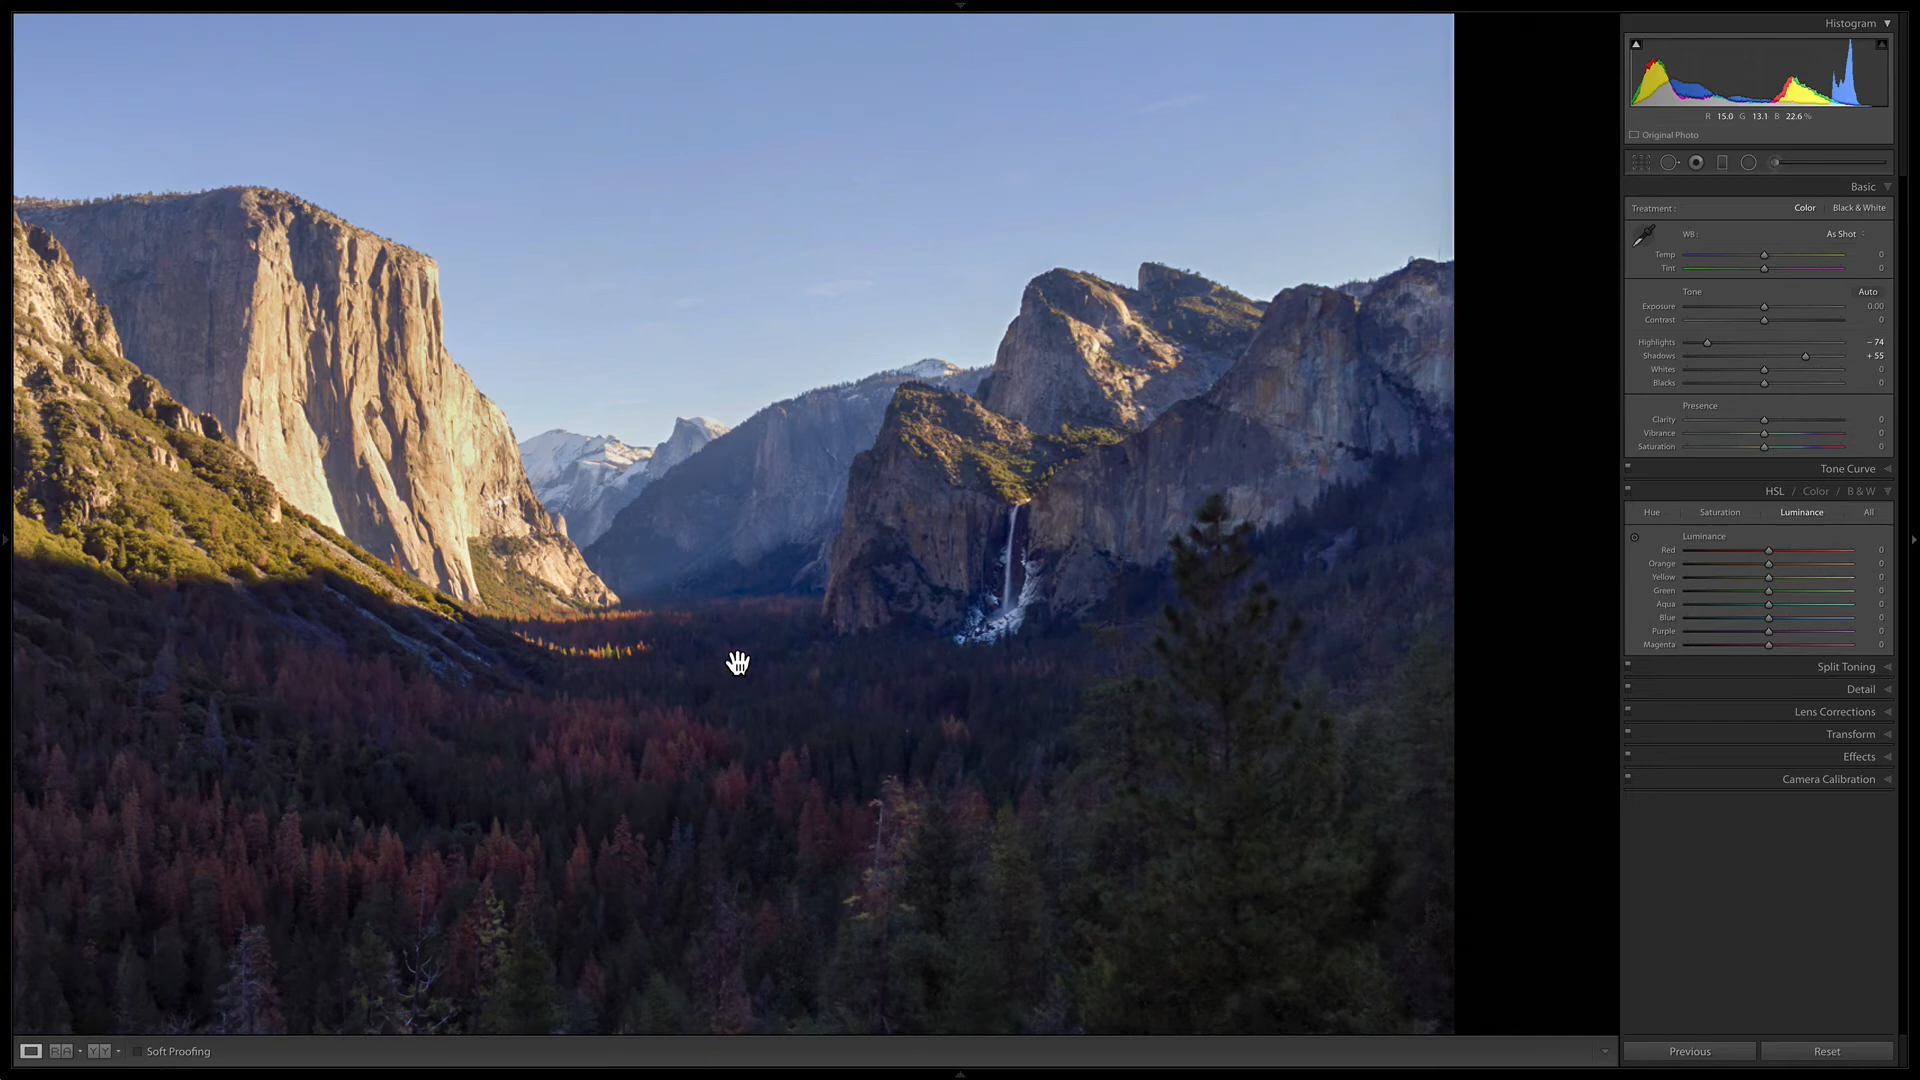 Histogram
R 15.0 G 13.1 B 22.6 %
Original Photo
Basic
Treatment : Color Black & White
WB : As Shot
Temp 0
Tint 0
Tone Auto
Exposure 0.00
Contrast 0
Highlights − 74
Shadows + 55
Whites 0
Blacks 0
Presence
Clarity 0
Vibrance 0
Saturation 0
Tone Curve
HSL / Color / B & W
Hue Saturation Luminance All
Luminance
Red 0
Orange 0
Yellow 0
Green 0
Aqua 0
Blue 0
Purple 0
Magenta 0
Split Toning
Detail
Lens Corrections
Transform
Effects
Camera Calibration
RA YY Soft Proofing
Previous Reset